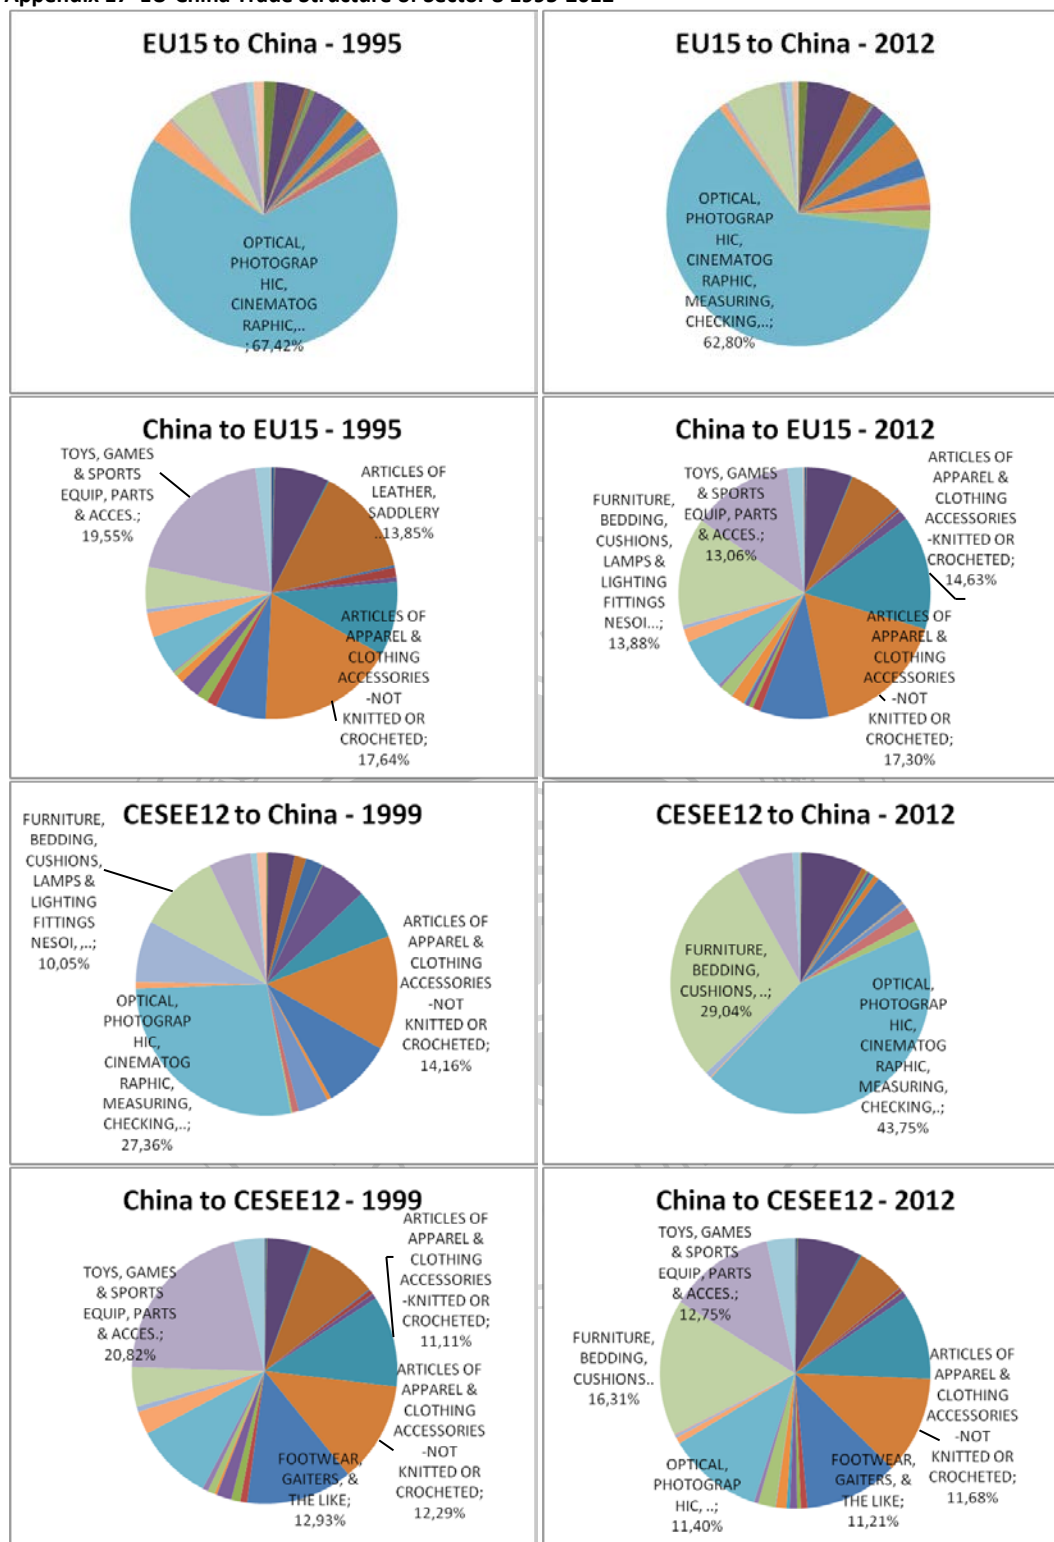 Appendix 17- EU-China Trade Structure of Sector C 1995-2012
EU15 to China - 1995
OPTICAL,
PHOTOGRAP
HIC,
CINEMATOG
RAPHIC,..
; 67,42%
EU15 to China - 2012
OPTICAL,
PHOTOGRAP
HIC,
CINEMATOG
RAPHIC,
MEASURING,
CHECKING,..;
62,80%
China to EU15 - 1995
TOYS, GAMES
& SPORTS
EQUIP, PARTS
& ACCES.;
19,55%
ARTICLES OF
LEATHER,
SADDLERY
..13,85%
ARTICLES OF
APPAREL &
CLOTHING
ACCESSORIES
-NOT
KNITTED OR
CROCHETED;
17,64%
China to EU15 - 2012
TOYS, GAMES
& SPORTS
EQUIP, PARTS
& ACCES.;
13,06%
FURNITURE,
BEDDING,
CUSHIONS,
LAMPS &
LIGHTING
FITTINGS
NESOI...;
13,88%
ARTICLES OF
APPAREL &
CLOTHING
ACCESSORIES
-KNITTED OR
CROCHETED;
14,63%
ARTICLES OF
APPAREL &
CLOTHING
ACCESSORIES
-NOT
KNITTED OR
CROCHETED;
17,30%
CESEE12 to China - 1999
FURNITURE,
BEDDING,
CUSHIONS,
LAMPS &
LIGHTING
FITTINGS
NESOI,,..;
10,05%
OPTICAL,
PHOTOGRAP
HIC,
CINEMATOG
RAPHIC,
MEASURING,
CHECKING,..;
27,36%
ARTICLES OF
APPAREL &
CLOTHING
ACCESSORIES
-NOT
KNITTED OR
CROCHETED;
14,16%
CESEE12 to China - 2012
FURNITURE,
BEDDING,
CUSHIONS, ..;
29,04%
OPTICAL,
PHOTOGRAP
HIC,
CINEMATOG
RAPHIC,
MEASURING,
CHECKING,.;
43,75%
China to CESEE12 - 1999
TOYS, GAMES
& SPORTS
EQUIP, PARTS
& ACCES.;
20,82%
ARTICLES OF
APPAREL &
CLOTHING
ACCESSORIES
-KNITTED OR
CROCHETED;
11,11%
ARTICLES OF
APPAREL &
CLOTHING
ACCESSORIES
-NOT
KNITTED OR
CROCHETED;
12,29%
FOOTWEAR,
GAITERS, &
THE LIKE;
12,93%
China to CESEE12 - 2012
TOYS, GAMES
& SPORTS
EQUIP, PARTS
& ACCES.;
12,75%
FURNITURE,
BEDDING,
CUSHIONS..
16,31%
OPTICAL,
PHOTOGRAP
HIC, ..;
11,40%
FOOTWEAR,
GAITERS, &
THE LIKE;
11,21%
ARTICLES OF
APPAREL &
CLOTHING
ACCESSORIES
-NOT
KNITTED OR
CROCHETED;
11,68%